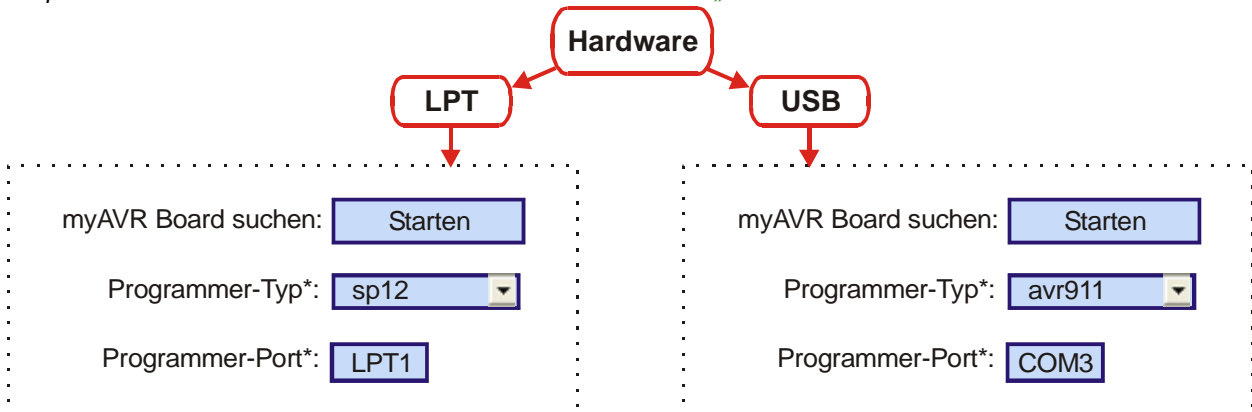 Hardware
LPT
USB
myAVR Board suchen: Starten
Programmer-Typ*: sp12
Programmer-Port*: LPT1
myAVR Board suchen: Starten
Programmer-Typ*: avr911
Programmer-Port*: COM3